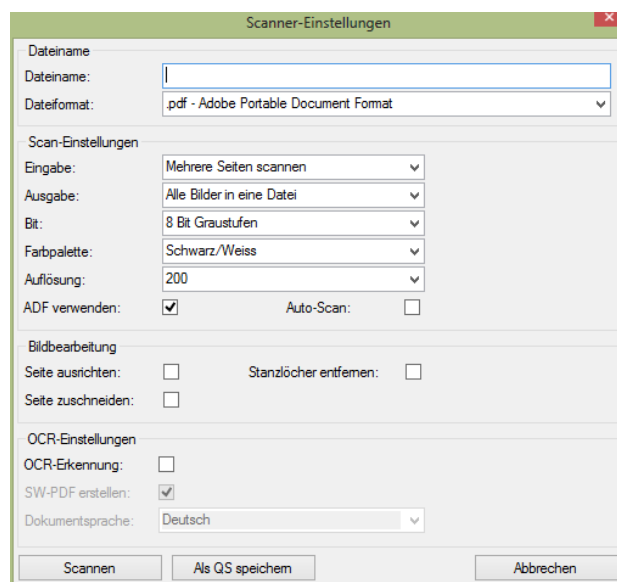 Scanner-Einstellungen
Dateiname
Dateiname:
Dateiformat: .pdf - Adobe Portable Document Format
Scan-Einstellungen
Eingabe: Mehrere Seiten scannen
Ausgabe: Alle Bilder in eine Datei
Bit: 8 Bit Graustufen
Farbpalette: Schwarz/Weiss
Auflösung: 200
ADF verwenden: Auto-Scan:
Bildbearbeitung
Seite ausrichten: Stanzlöcher entfernen:
Seite zuschneiden:
OCR-Einstellungen
OCR-Erkennung:
SW-PDF erstellen:
Dokumentsprache: Deutsch
Scannen Als QS speichern Abbrechen